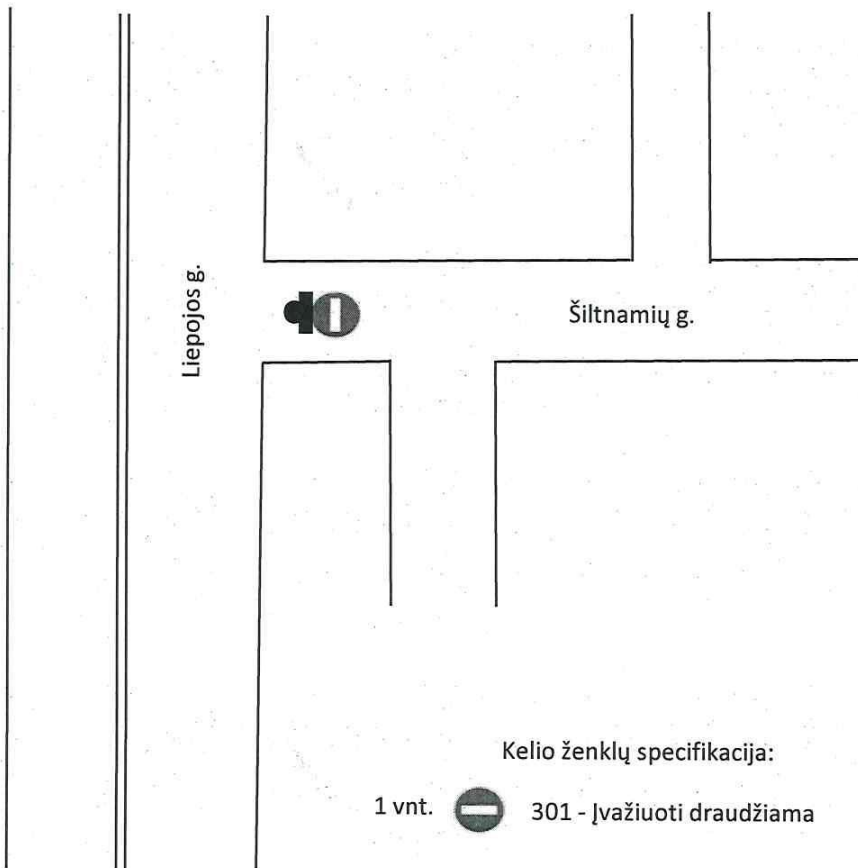 Liepojos g.
Šiltnamių g.
Kelio ženklų specifikacija:
1 vnt. 301 - Įvažiuoti draudžiama